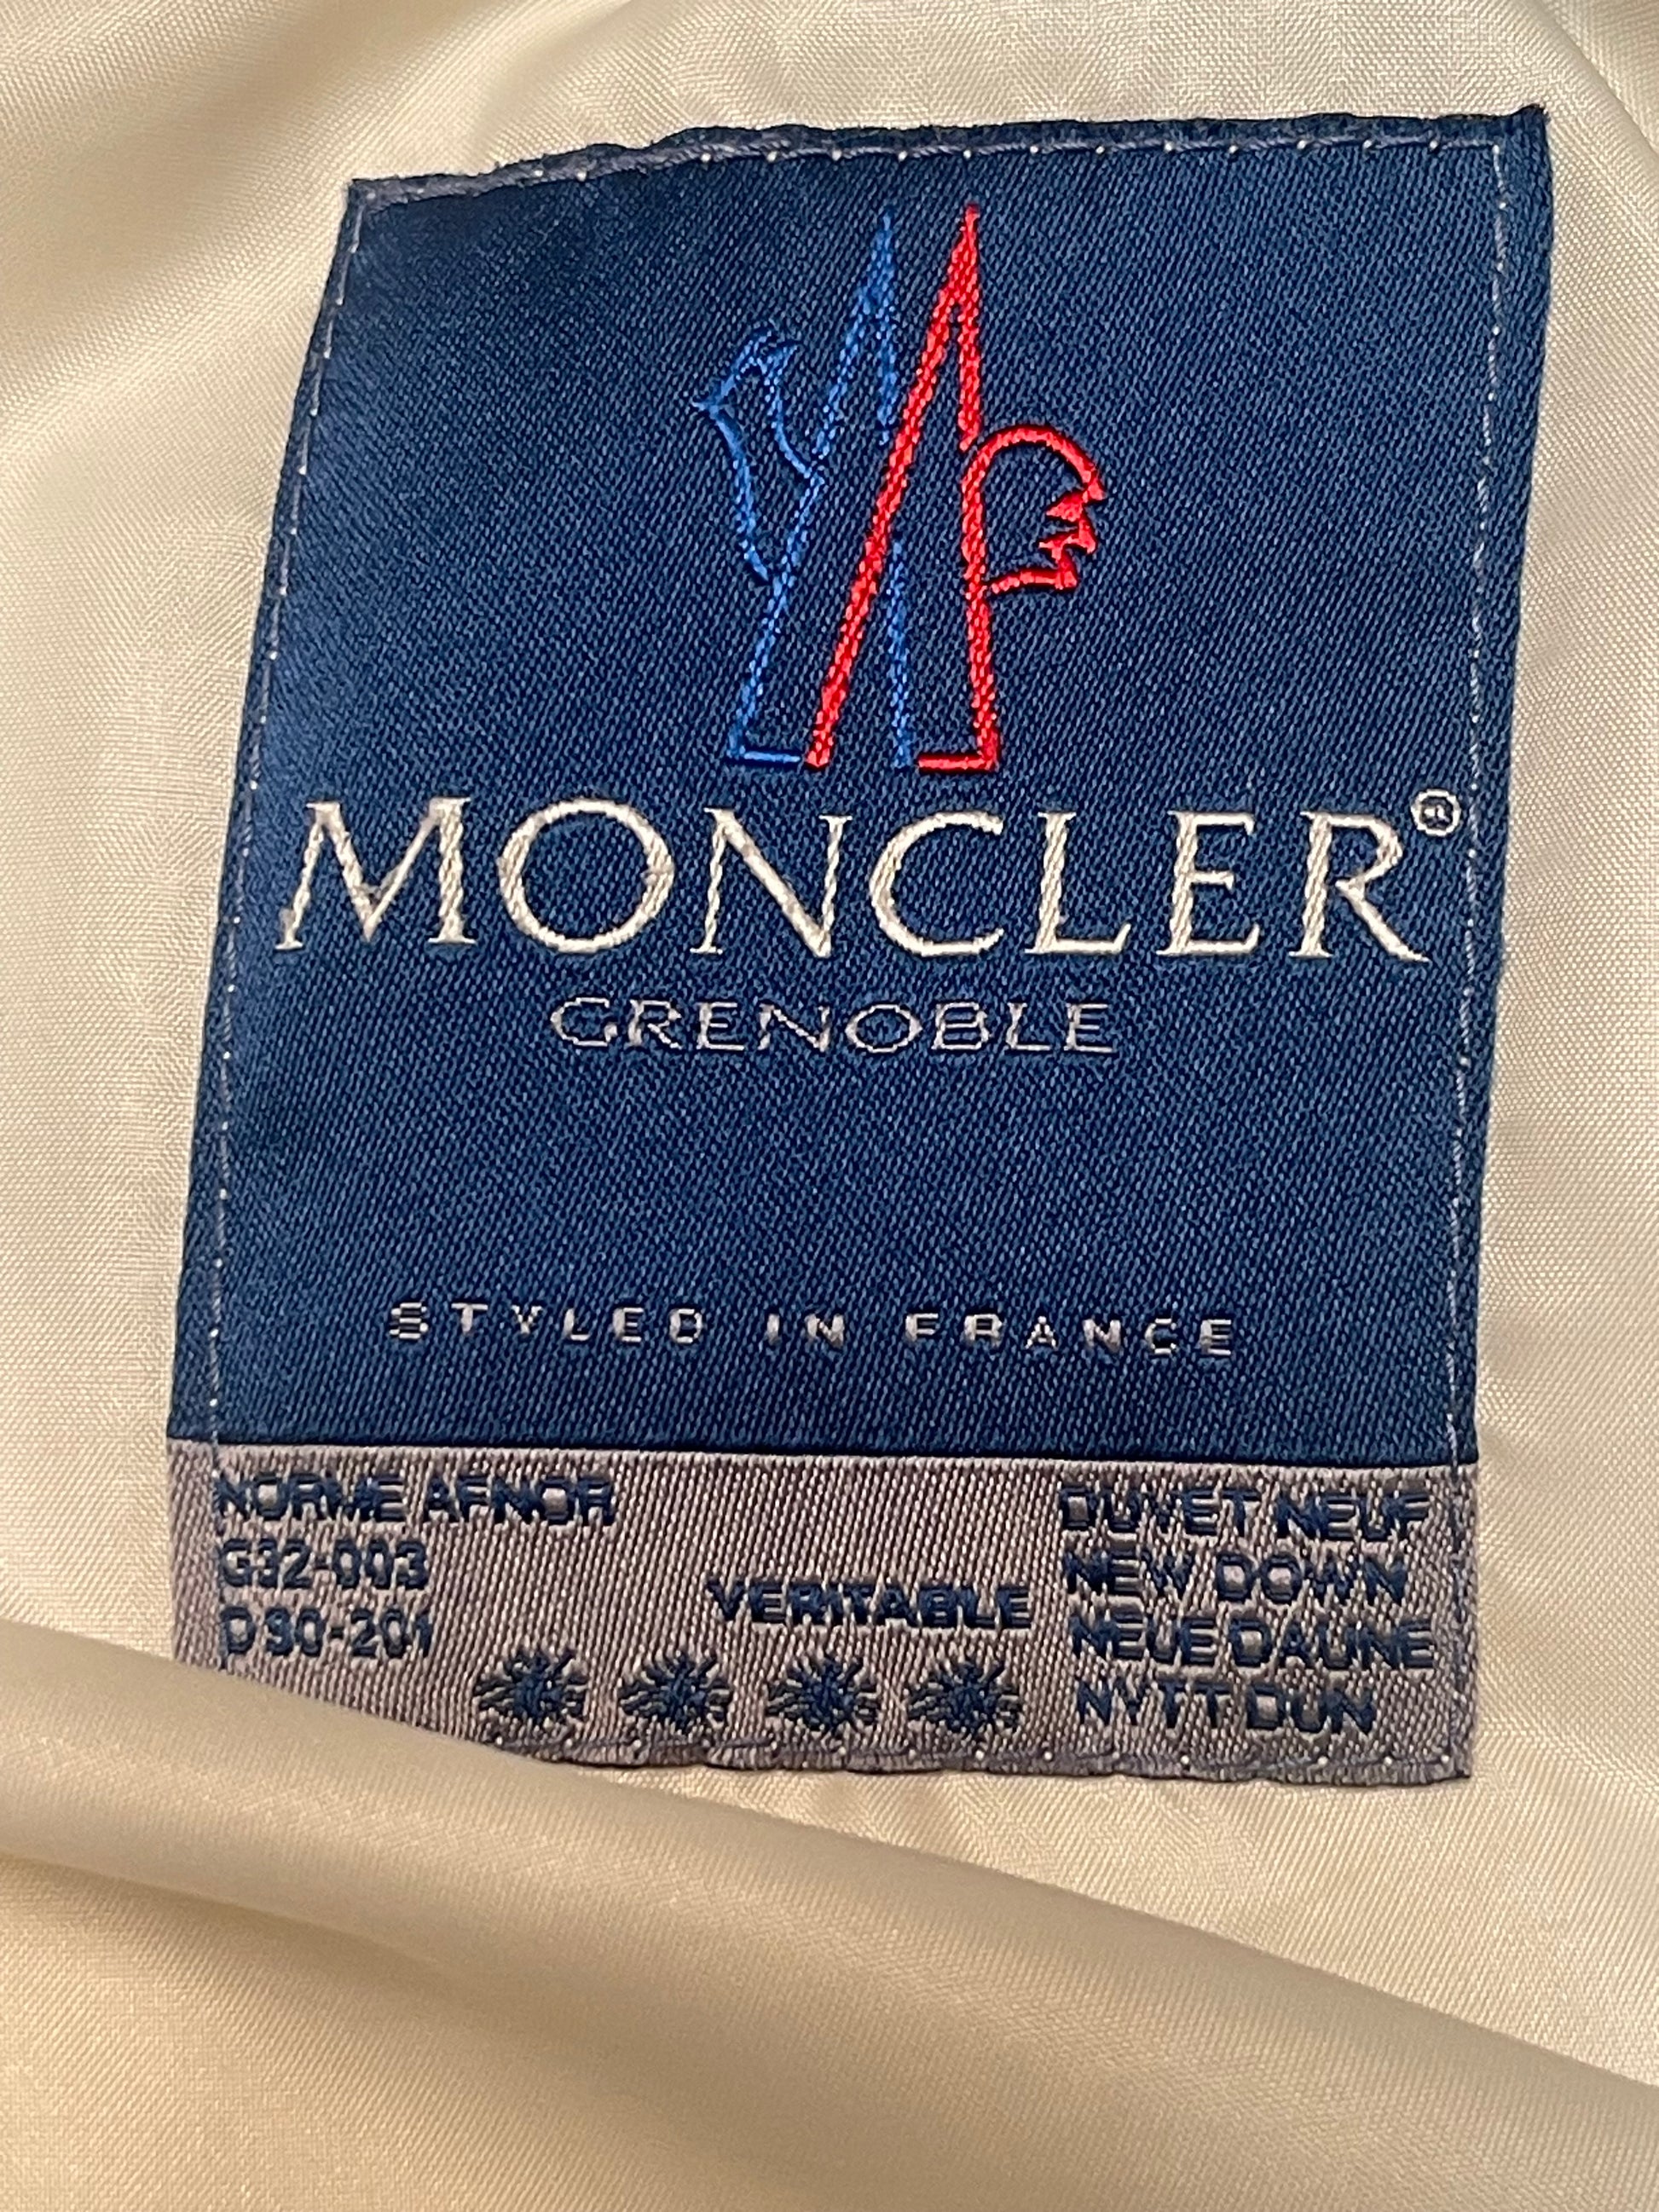 MONCLER®
GRENOBLE
STYLED IN FRANCE
NORME AFNOR
G32-003
D90-201
VERITABLE
DUVET NEUF
NEW DOWN
NEUE DAUNE
NYTT DUN